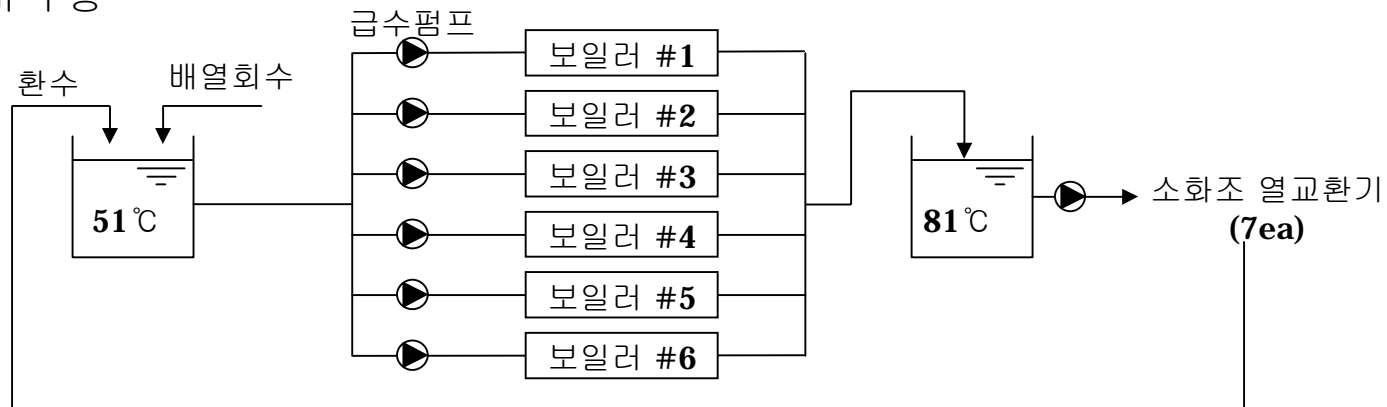 급수펌프
환수
배열회수
보일러 #1
보일러 #2
보일러 #3
보일러 #4
보일러 #5
보일러 #6
51℃
81℃
소화조 열교환기
(7ea)